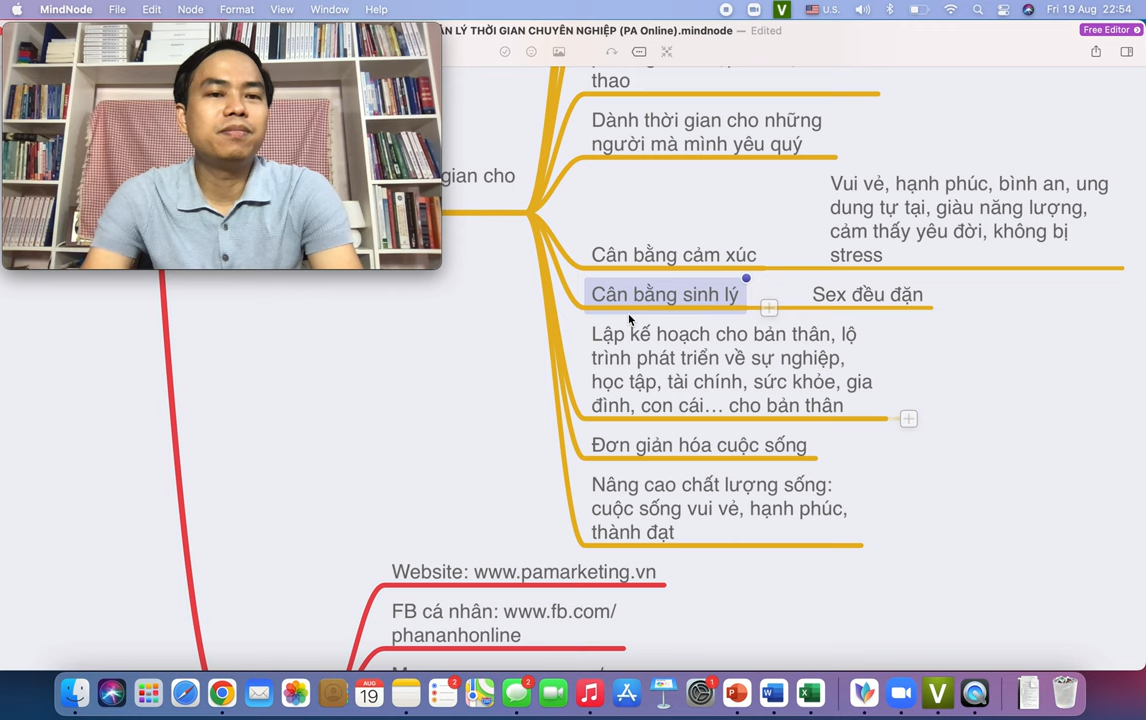 MindNode File Edit Node Format View Window Help
U.S.
Fri 19 Aug 22:54
ẢN LÝ THỜI GIAN CHUYÊN NGHIỆP (PA Online).mindnode — Edited
Free Editor
thao
Dành thời gian cho những
người mà mình yêu quý
gian cho
Vui vẻ, hạnh phúc, bình an, ung
dung tự tại, giàu năng lượng,
cảm thấy yêu đời, không bị
stress
Cân bằng cảm xúc
Cân bằng sinh lý
Sex đều đặn
Lập kế hoạch cho bản thân, lộ
trình phát triển về sự nghiệp,
học tập, tài chính, sức khỏe, gia
đình, con cái… cho bản thân
Đơn giản hóa cuộc sống
Nâng cao chất lượng sống:
cuộc sống vui vẻ, hạnh phúc,
thành đạt
Website: www.pamarketing.vn
FB cá nhân: www.fb.com/
phananhonline
AUG
19
2
2
1